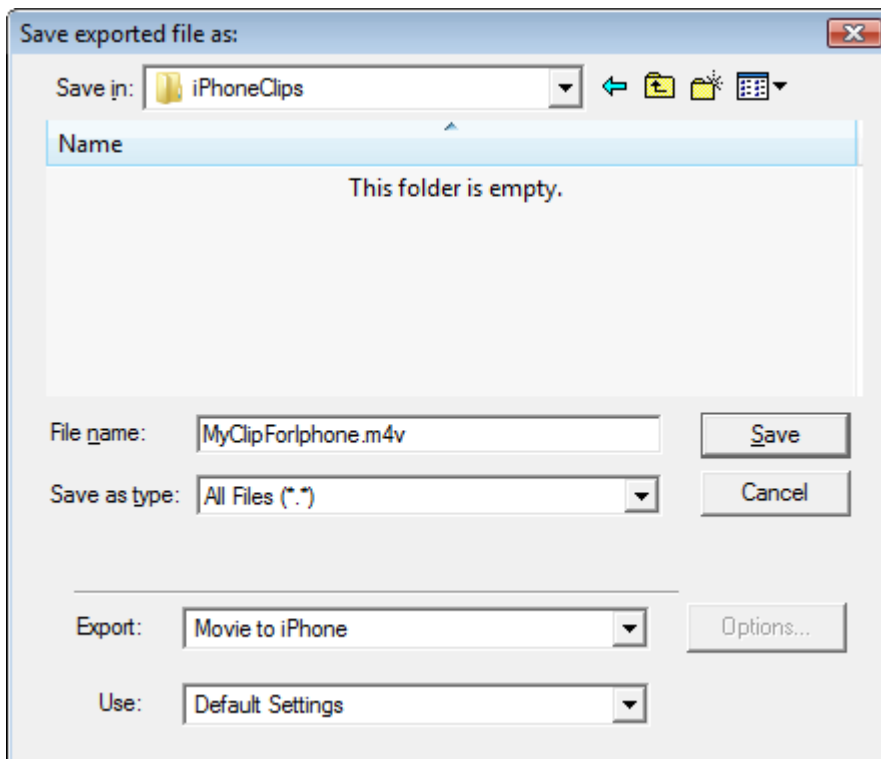 Save exported file as:
Save in: iPhoneClips
Name
This folder is empty.
File name: MyClipForIphone.m4v Save
Save as type: All Files (*.*) Cancel
Export: Movie to iPhone Options...
Use: Default Settings